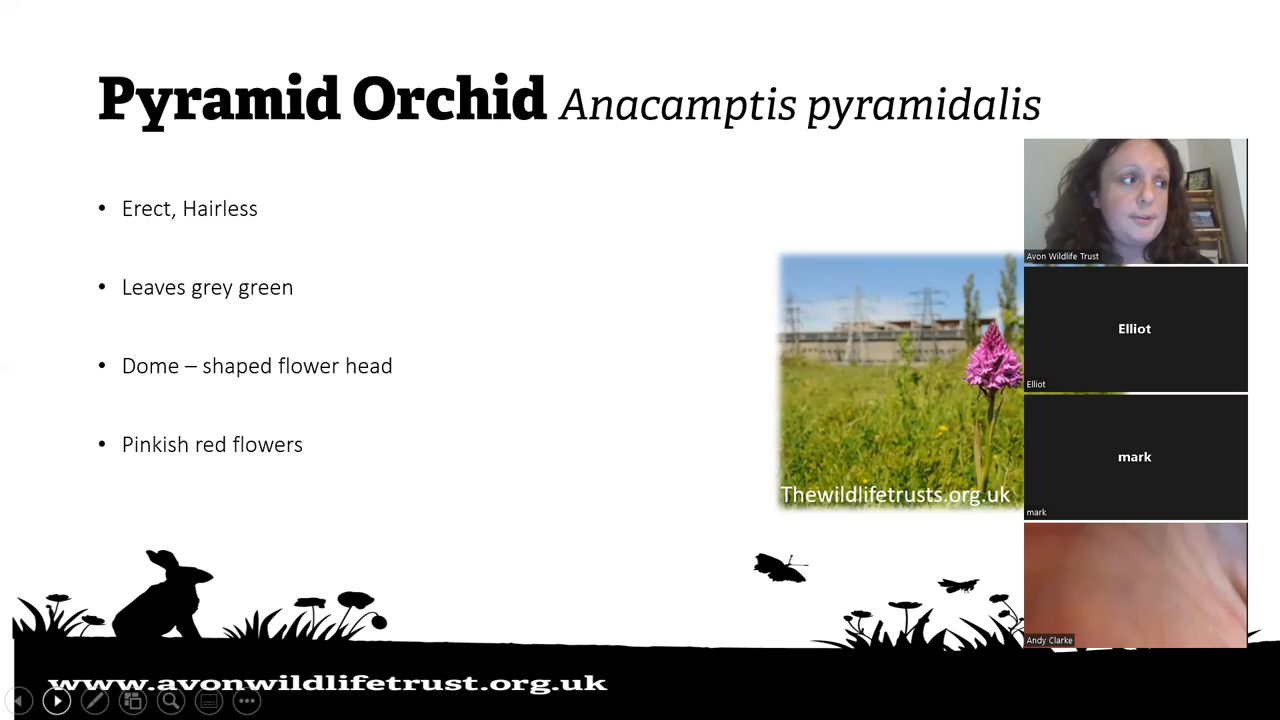 Pyramid Orchid Anacamptis pyramidalis
• Erect, Hairless
• Leaves grey green
• Dome – shaped flower head
• Pinkish red flowers
Thewildlifetrusts.org.uk
Avon Wildlife Trust
Elliot
Elliot
mark
mark
Andy Clarke
www.avonwildlifetrust.org.uk